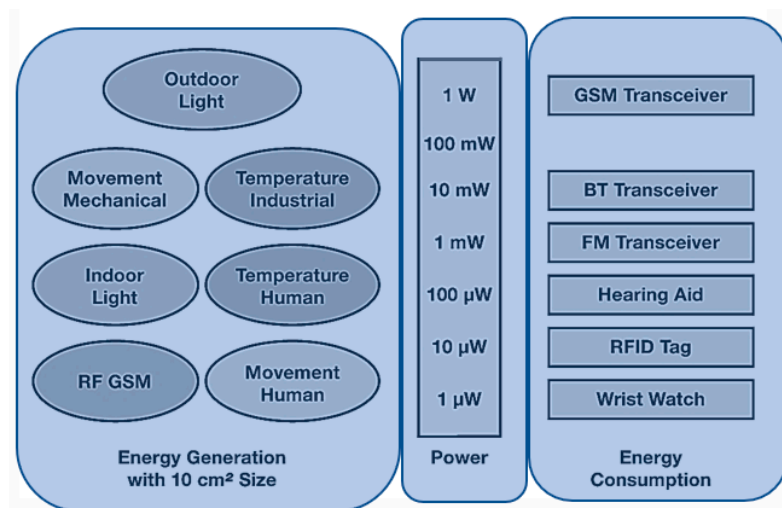 Outdoor
Light
Movement
Mechanical
Temperature
Industrial
Indoor
Light
Temperature
Human
RF GSM
Movement
Human
Energy Generation
with 10 cm² Size
1 W
100 mW
10 mW
1 mW
100 µW
10 µW
1 µW
Power
GSM Transceiver
BT Transceiver
FM Transceiver
Hearing Aid
RFID Tag
Wrist Watch
Energy
Consumption